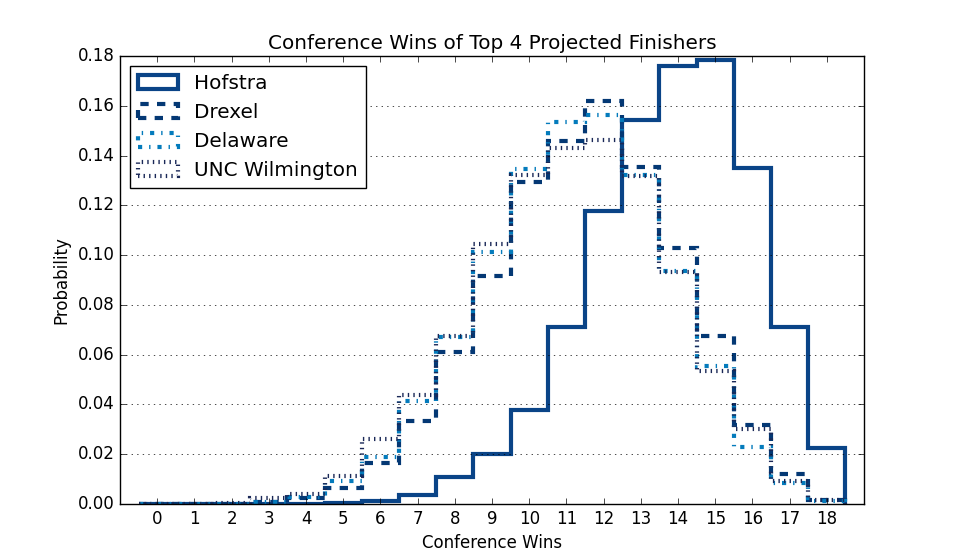 Conference Wins of Top 4 Projected Finishers
Hofstra
Drexel
Delaware
UNC Wilmington
Probability
0.18
0.16
0.14
0.12
0.10
0.08
0.06
0.04
0.02
0.00
0 1 2 3 4 5 6 7 8 9 10 11 12 13 14 15 16 17 18
Conference Wins